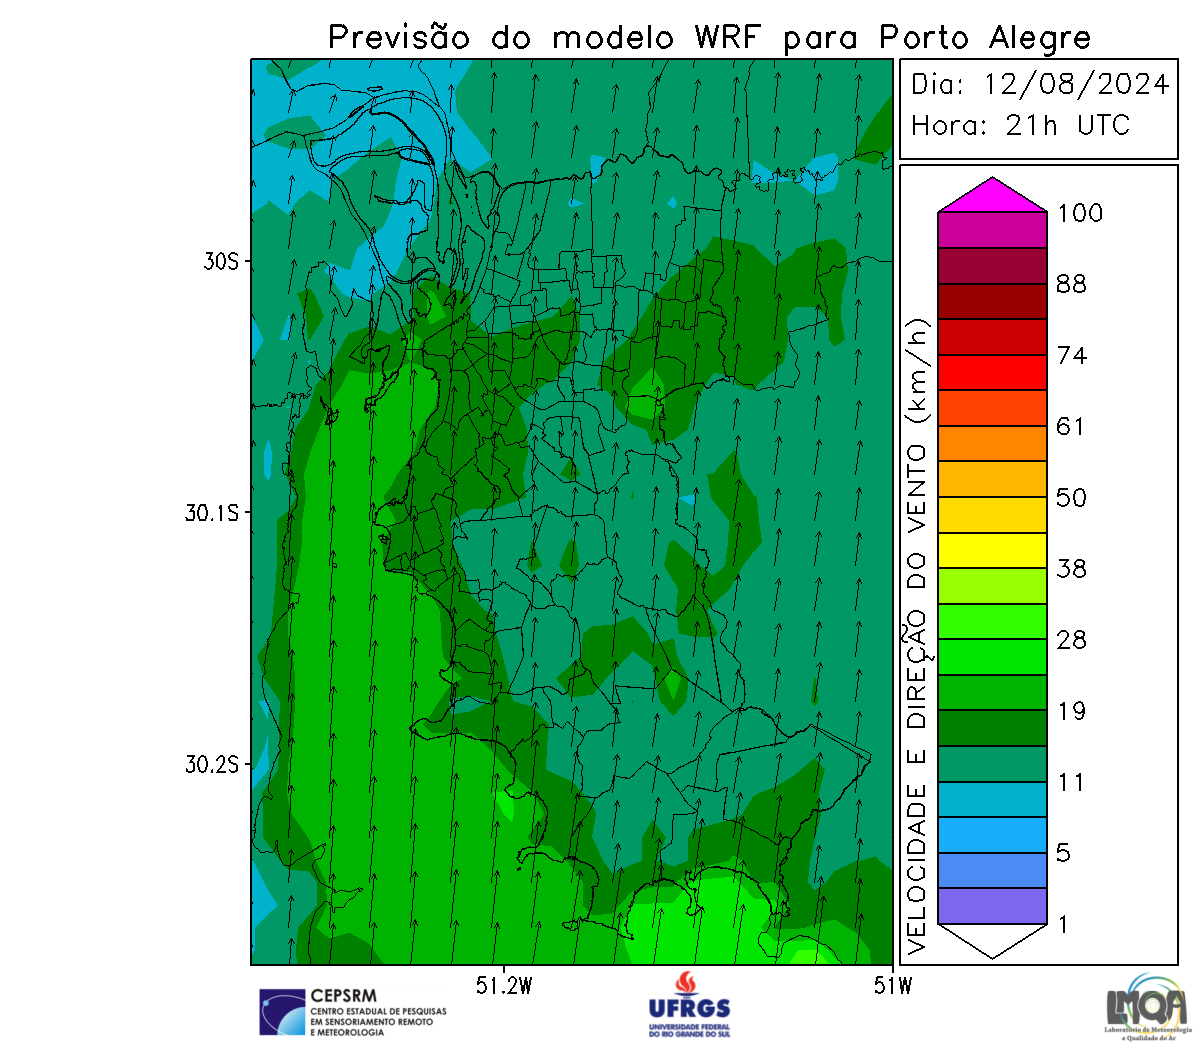 Previsão do modelo WRF para Porto Alegre
Dia: 12/08/2024
Hora: 21h UTC
30S
30.1S
30.2S
51.2W
51W
VELOCIDADE E DIREÇÃO DO VENTO (km/h)
100
88
74
61
50
38
28
19
11
5
1
CEPSRM
CENTRO ESTADUAL DE PESQUISAS
EM SENSORIAMENTO REMOTO
E METEOROLOGIA
UFRGS
UNIVERSIDADE FEDERAL
DO RIO GRANDE DO SUL
LMQA
Laboratório de Meteorologia
e Qualidade do Ar